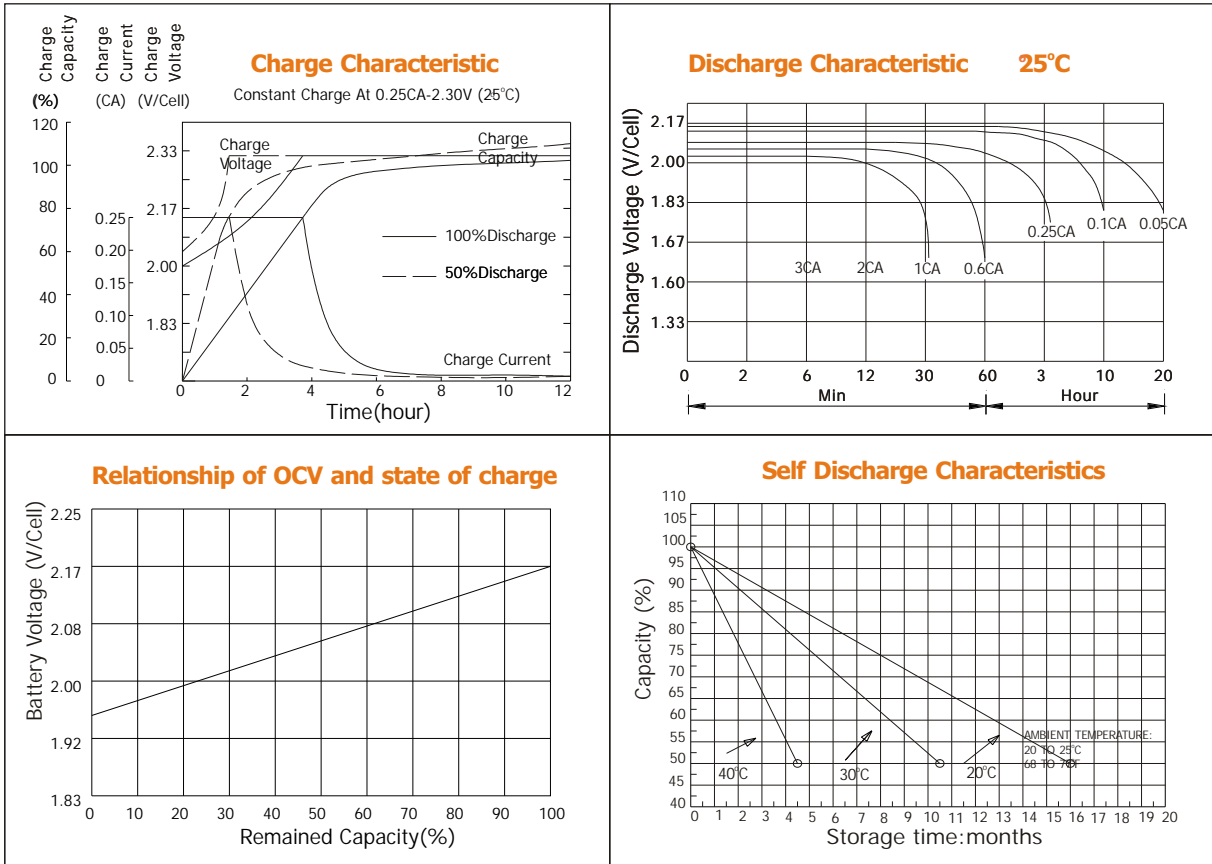 Charge Capacity
Charge Current
Charge Voltage
(%)
(CA)
(V/Cell)
Charge Characteristic
Constant Charge At 0.25CA-2.30V (25°C)
120
100
80
60
40
20
0
0.25
0.20
0.15
0.10
0.05
0
2.33
2.17
2.00
1.83
Charge Voltage
Charge Capacity
100%Discharge
50%Discharge
Charge Current
0 2 4 6 8 10 12
Time(hour)
Discharge Characteristic 25°C
Discharge Voltage (V/Cell)
2.17
2.00
1.83
1.67
1.60
1.33
3CA 2CA 1CA 0.6CA 0.25CA 0.1CA 0.05CA
0 2 6 12 30 60 3 10 20
Min Hour
Relationship of OCV and state of charge
Battery Voltage (V/Cell)
2.25
2.17
2.08
2.00
1.92
1.83
0 10 20 30 40 50 60 70 80 90 100
Remained Capacity(%)
Self Discharge Characteristics
Capacity (%)
110
105
100
95
90
85
80
75
70
65
60
55
50
45
40
40°C
30°C
20°C
AMBIENT TEMPERATURE:
20 TO 25°C
68 TO
0 1 2 3 4 5 6 7 8 9 10 11 12 13 14 15 16 17 18 19 20
Storage time:months